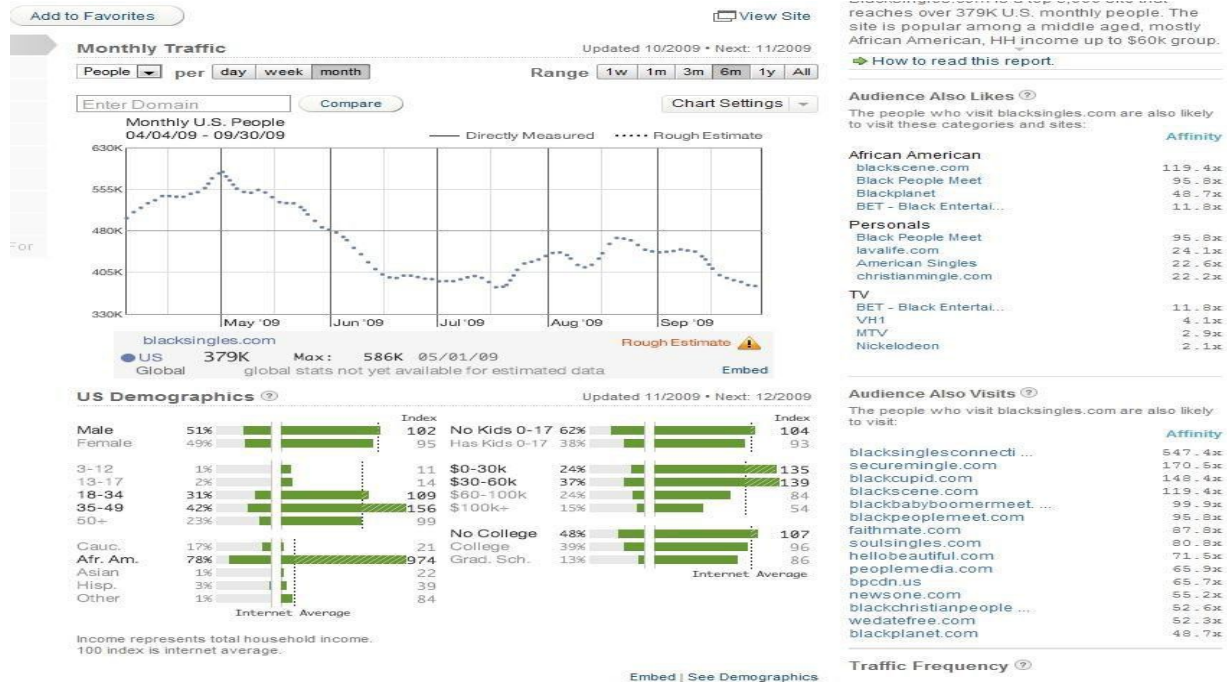 Add to Favorites
View Site
Monthly Traffic
Updated 10/2009 • Next: 11/2009
People per day week month
Range 1w 1m 3m 6m 1y All
Enter Domain Compare
Chart Settings
Monthly U.S. People
04/04/09 - 09/30/09
Directly Measured
Rough Estimate
630K
555K
480K
405K
330K
May '09 Jun '09 Jul '09 Aug '09 Sep '09
blacksingles.com
Rough Estimate
US 379K Max: 586K 05/01/09
Global global stats not yet available for estimated data
Embed
For
US Demographics ?
Updated 11/2009 • Next: 12/2009
Index
Male 51% 102
Female 49% 95
3-12 1% 11
13-17 2% 14
18-34 31% 109
35-49 42% 156
50+ 23% 99
Cauc. 17% 21
Afr. Am. 78% 974
Asian 1% 22
Hisp. 3% 39
Other 1% 84
Internet Average
Index
No Kids 0-17 62% 104
Has Kids 0-17 38% 93
$0-30k 24% 135
$30-60k 37% 139
$60-100k 24% 84
$100k+ 15% 54
No College 48% 107
College 39% 96
Grad. Sch. 13% 86
Internet Average
Income represents total household income.
100 index is internet average.
Embed | See Demographics
reaches over 379K U.S. monthly people. The
site is popular among a middle aged, mostly
African American, HH income up to $60k group.
How to read this report.
Audience Also Likes ?
The people who visit blacksingles.com are also likely
to visit these categories and sites:
Affinity
African American
blackscene.com 119.4x
Black People Meet 95.8x
Blackplanet 48.7x
BET - Black Entertai... 11.8x
Personals
Black People Meet 95.8x
lavalife.com 24.1x
American Singles 22.6x
christianmingle.com 22.2x
TV
BET - Black Entertai... 11.8x
VH1 4.1x
MTV 2.9x
Nickelodeon 2.1x
Audience Also Visits ?
The people who visit blacksingles.com are also likely
to visit:
Affinity
blacksinglesconnecti ... 547.4x
securemingle.com 170.5x
blackcupid.com 148.4x
blackscene.com 119.4x
blackbabyboomermeet. ... 99.9x
blackpeoplemeet.com 95.8x
faithmate.com 87.8x
soulsingles.com 80.8x
hellobeautiful.com 71.5x
peoplemedia.com 65.9x
bpcdn.us 65.7x
newsone.com 55.2x
blackchristianpeople ... 52.6x
wedatefree.com 52.3x
blackplanet.com 48.7x
Traffic Frequency ?